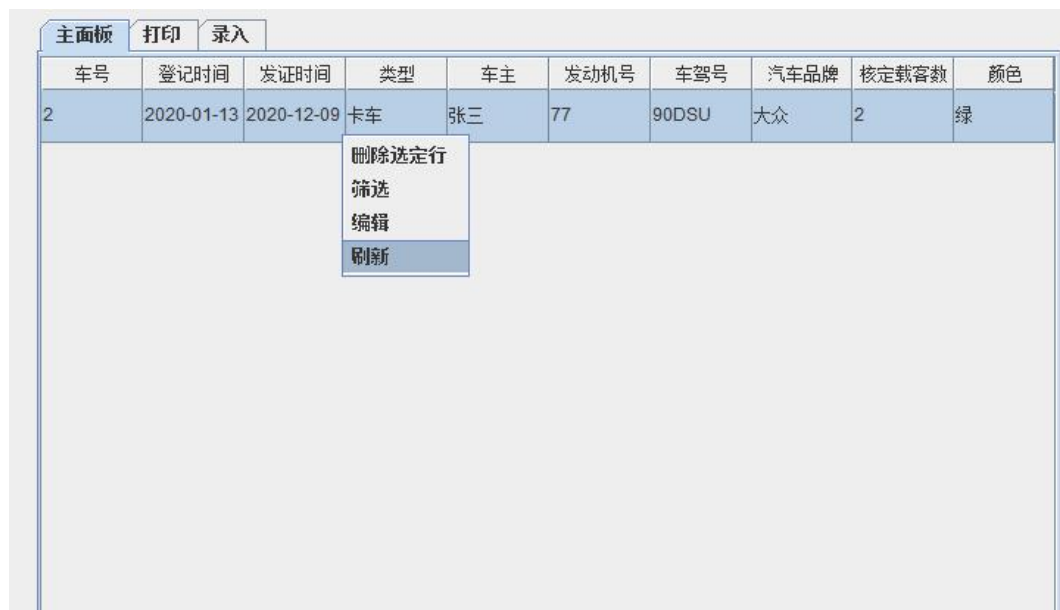 主面板 打印 录入
车号 登记时间 发证时间 类型 车主 发动机号 车驾号 汽车品牌 核定载客数 颜色
2 2020-01-13 2020-12-09 卡车 张三 77 90DSU 大众 2 绿
删除选定行
筛选
编辑
刷新